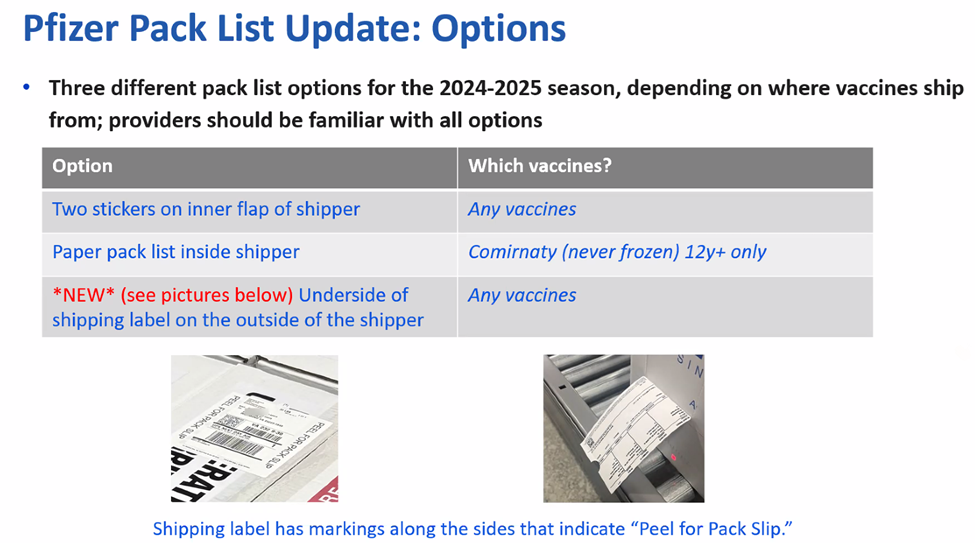 Pfizer Pack List Update: Options
• Three different pack list options for the 2024-2025 season, depending on where vaccines ship
from; providers should be familiar with all options
Option
Which vaccines?
Two stickers on inner flap of shipper
Any vaccines
Paper pack list inside shipper
Comirnaty (never frozen) 12y+ only
*NEW* (see pictures below) Underside of
shipping label on the outside of the shipper
Any vaccines
PEEL FOR PACK SLIP
PEEL FOR PACK SLIP
Shipping label has markings along the sides that indicate “Peel for Pack Slip.”